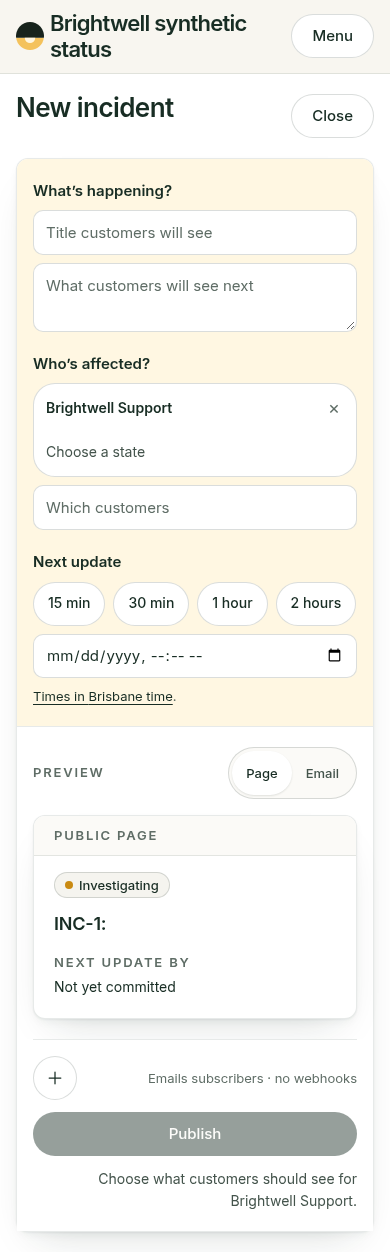 Brightwell synthetic
status
Menu
New incident
Close
What's happening?
Title customers will see
What customers will see next
Who's affected?
Brightwell Support
×
Choose a state
Which customers
Next update
15 min
30 min
1 hour
2 hours
mm/dd/yyyy, --:-- --
Times in Brisbane time.
PREVIEW
Page
Email
PUBLIC PAGE
Investigating
INC-1:
NEXT UPDATE BY
Not yet committed
+
Emails subscribers · no webhooks
Publish
Choose what customers should see for
Brightwell Support.